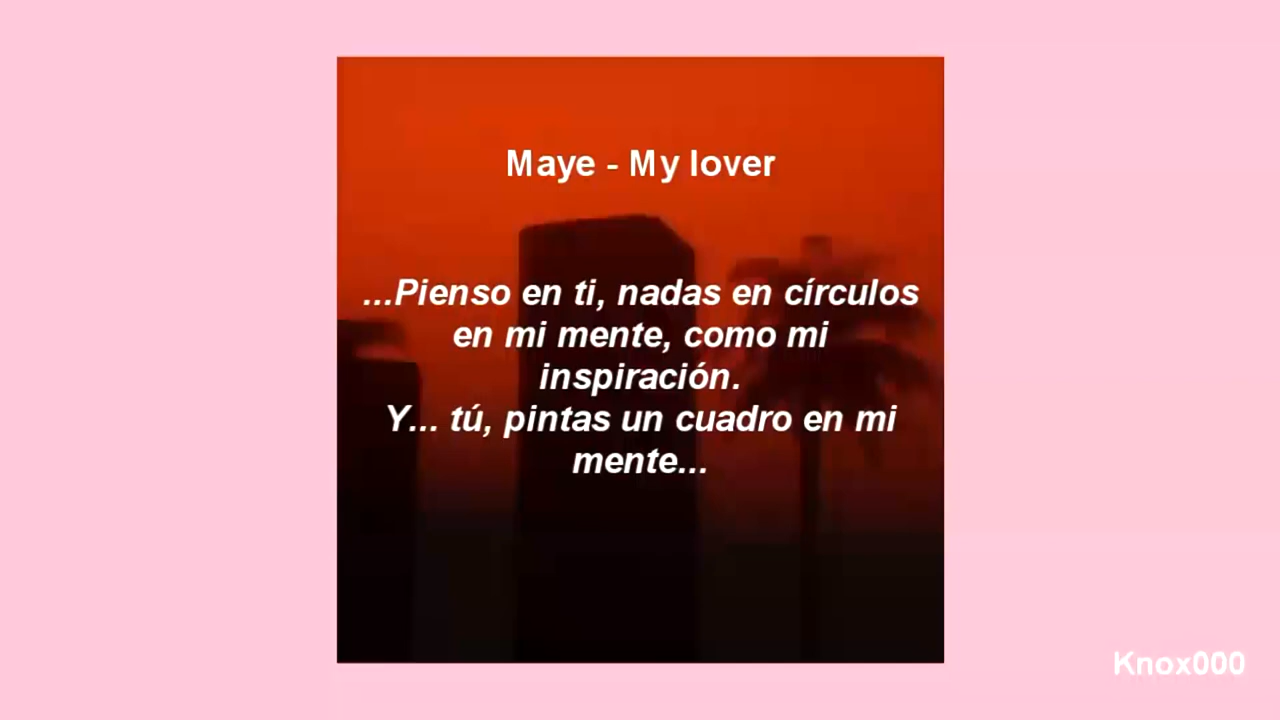 Maye - My lover
...Pienso en ti, nadas en círculos
en mi mente, como mi
inspiración.
Y... tú, pintas un cuadro en mi
mente...
Knox000